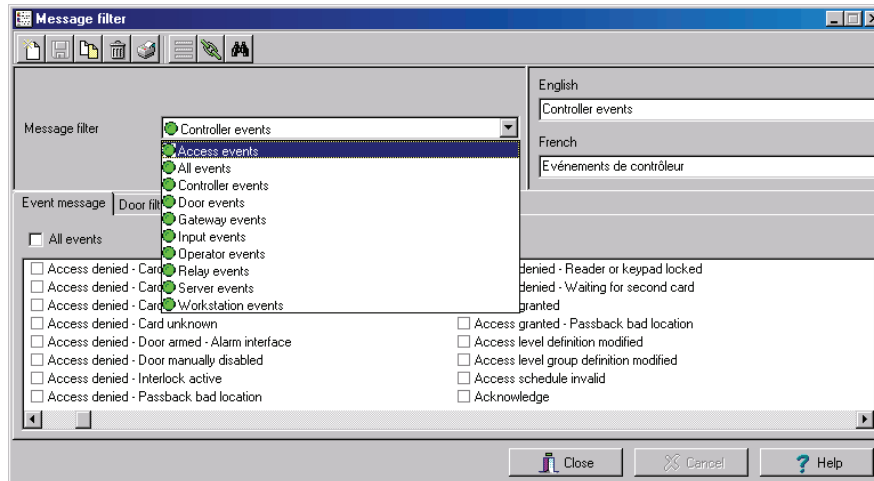 Message filter
English
Controller events
Message filter
Controller events
French
Evénements de contrôleur
Access events
All events
Controller events
Door events
Gateway events
Input events
Operator events
Relay events
Server events
Workstation events
Event message
Door filt
All events
Access denied - Card
Access denied - Card
Access denied - Card
Access denied - Card unknown
Access denied - Door armed - Alarm interface
Access denied - Door manually disabled
Access denied - Interlock active
Access denied - Passback bad location
denied - Reader or keypad locked
denied - Waiting for second card
granted
Access granted - Passback bad location
Access level definition modified
Access level group definition modified
Access schedule invalid
Acknowledge
Close
Cancel
Help